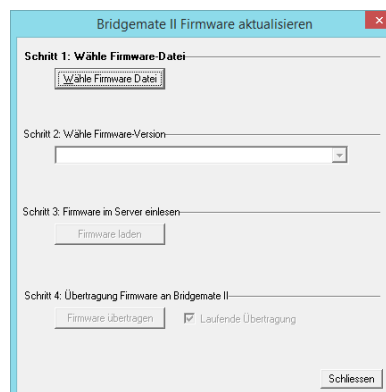 Bridgemate II Firmware aktualisieren
Schritt 1: Wähle Firmware-Datei
Wähle Firmware Datei
Schritt 2: Wähle Firmware-Version
Schritt 3: Firmware im Server einlesen
Firmware laden
Schritt 4: Übertragung Firmware an Bridgemate II
Firmware übertragen Laufende Übertragung
Schliessen